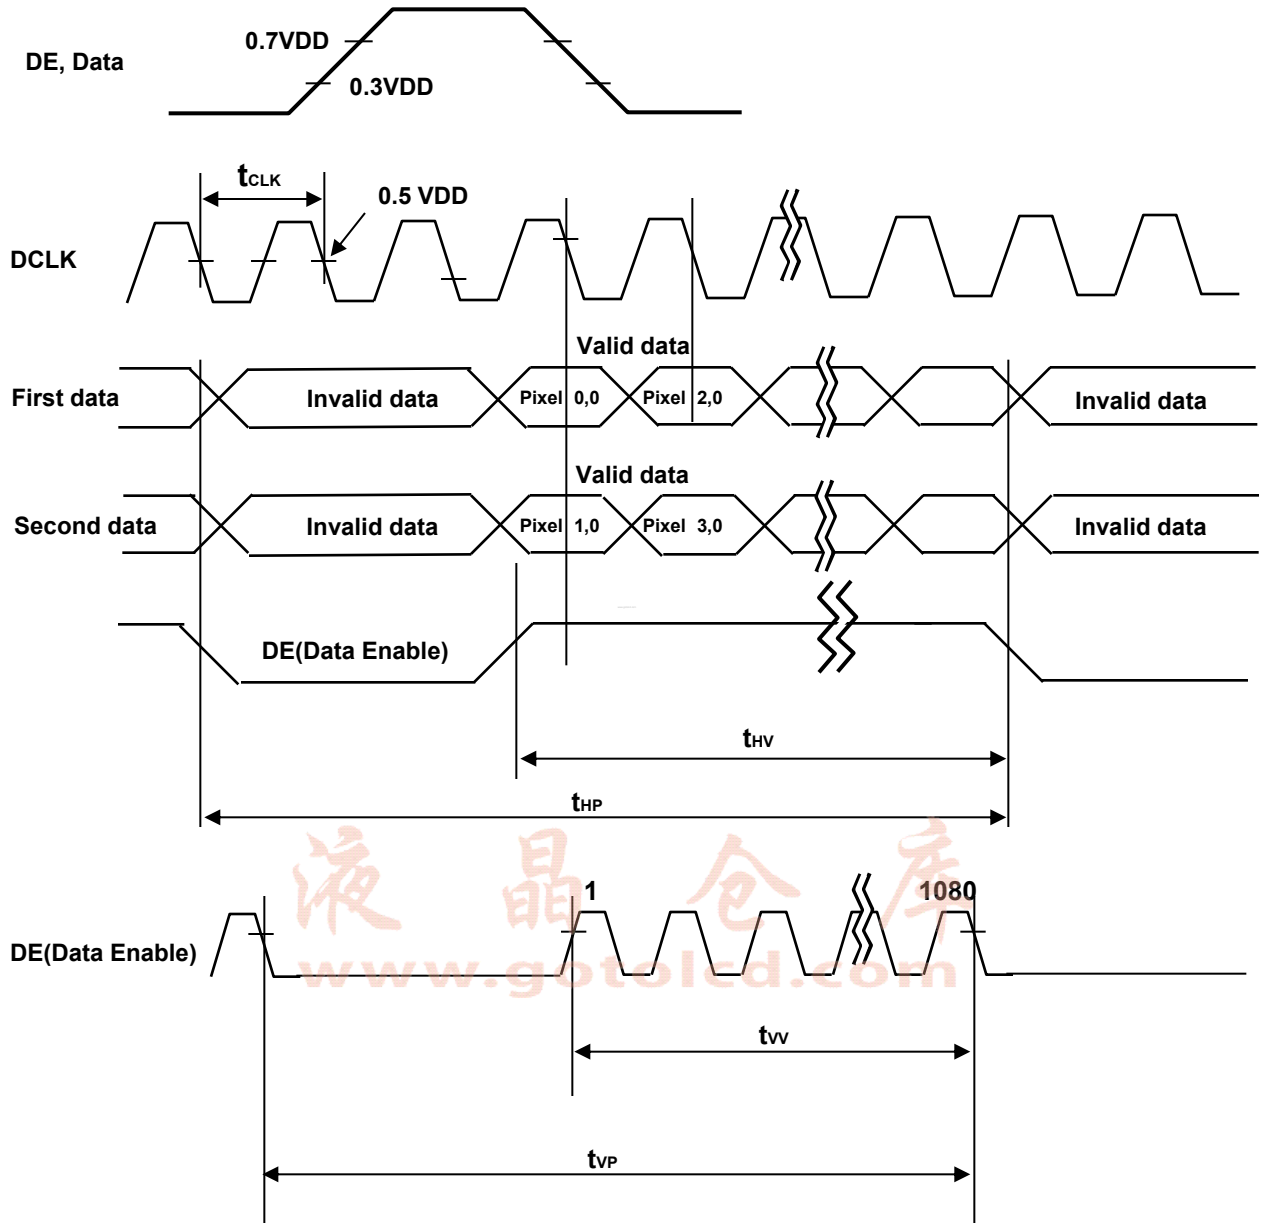 0.7VDD
DE, Data
0.3VDD
tCLK
0.5 VDD
DCLK
Valid data
First data
Invalid data
Pixel 0,0
Pixel 2,0
Invalid data
Valid data
Second data
Invalid data
Pixel 1,0
Pixel 3,0
Invalid data
DE(Data Enable)
tHV
tHP
液晶仓库
1
1080
DE(Data Enable)
www.gotolcd.com
tVV
tVP